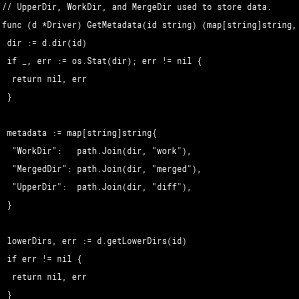 // UpperDir, WorkDir, and MergeDir used to store data.
func (d *Driver) GetMetadata(id string) (map[string]string,
dir := d.dir(id)
if _, err := os.Stat(dir); err != nil {
return nil, err
}
metadata := map[string]string{
"WorkDir":   path.Join(dir, "work"),
"MergedDir": path.Join(dir, "merged"),
"UpperDir":  path.Join(dir, "diff"),
}
lowerDirs, err := d.getLowerDirs(id)
if err != nil {
return nil, err
}